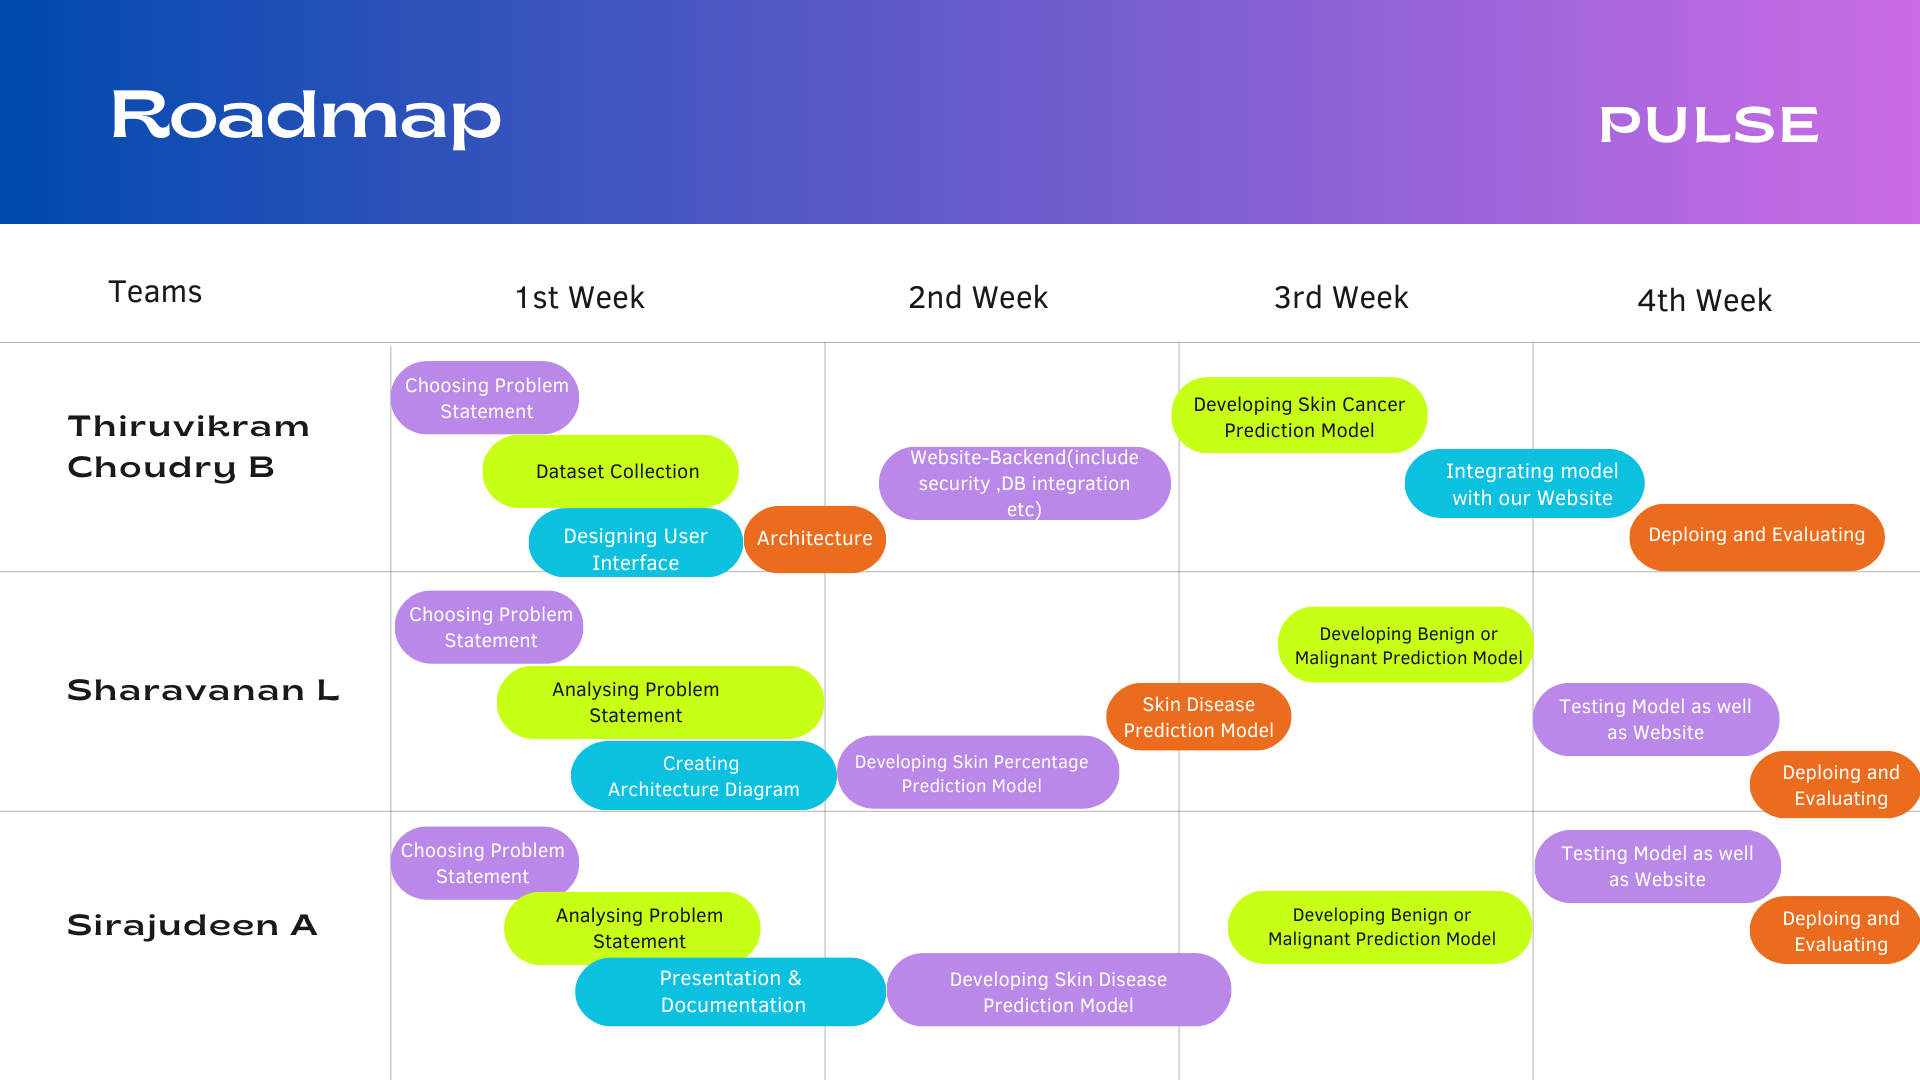 Roadmap
PULSE
Teams
1st Week
2nd Week
3rd Week
4th Week
Thiruvikram
Choudry B
Choosing Problem
Statement
Dataset Collection
Designing User
Interface
Architecture
Website-Backend(include
security ,DB integration
etc)
Developing Skin Cancer
Prediction Model
Integrating model
with our Website
Deploing and Evaluating
Sharavanan L
Choosing Problem
Statement
Analysing Problem
Statement
Creating
Architecture Diagram
Developing Skin Percentage
Prediction Model
Skin Disease
Prediction Model
Developing Benign or
Malignant Prediction Model
Testing Model as well
as Website
Deploing and
Evaluating
Sirajudeen A
Choosing Problem
Statement
Analysing Problem
Statement
Presentation &
Documentation
Developing Skin Disease
Prediction Model
Developing Benign or
Malignant Prediction Model
Testing Model as well
as Website
Deploing and
Evaluating